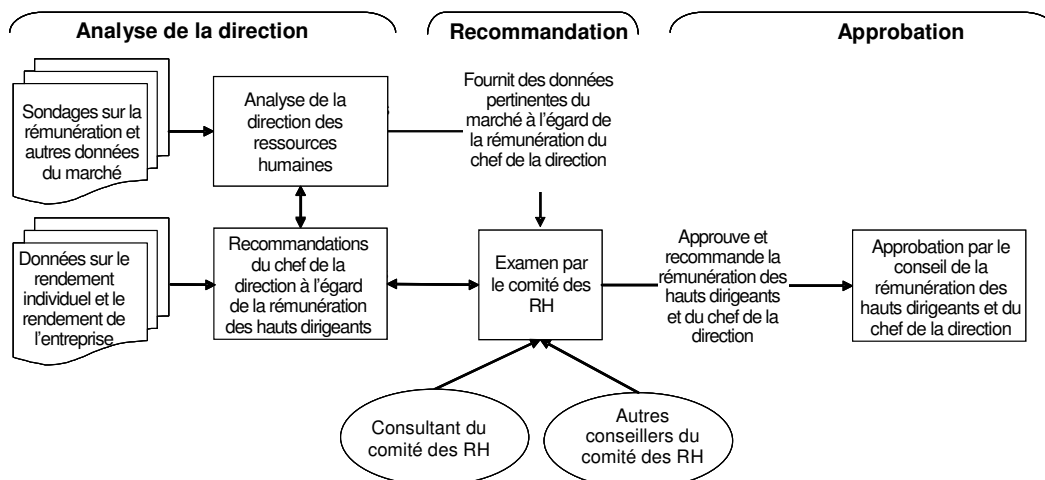 Analyse de la direction
Recommandation
Approbation
Sondages sur la
rémunération et
autres données
du marché
Analyse de la
direction des
ressources
humaines
Fournit des données
pertinentes du
marché à l'égard de
la rémunération du
chef de la direction
Données sur le
rendement
individuel et le
rendement de
l'entreprise
Recommandations
du chef de la
direction à l'égard
de la rémunération
des hauts dirigeants
Examen par
le comité des
RH
Approuve et
recommande la
rémunération des
hauts dirigeants
et du chef de la
direction
Approbation par le
conseil de la
rémunération des
hauts dirigeants et du
chef de la direction
Consultant du
comité des RH
Autres
conseillers du
comité des RH